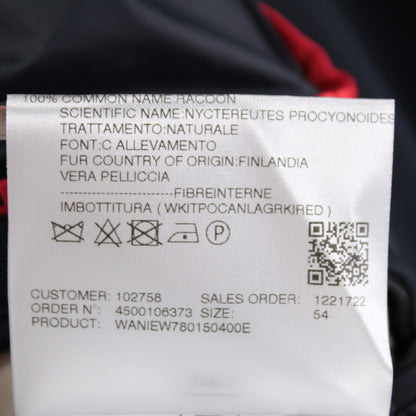 100% COMMON NAME:RACOON
SCIENTIFIC NAME:NYCTEREUTES PROCYONOIDES
TRATTAMENTO:NATURALE
FONT:C ALLEVAMENTO
FUR COUNTRY OF ORIGIN:FINLANDIA
VERA PELLICCIA
--------------------FIBREINTERNE
IMBOTTITURA ( WKITPOCANLAGRKIRED )
P
CUSTOMER: 102758 SALES ORDER: 1221722
ORDER N°: 4500106373 SIZE: 54
PRODUCT: WANIEW780150400E